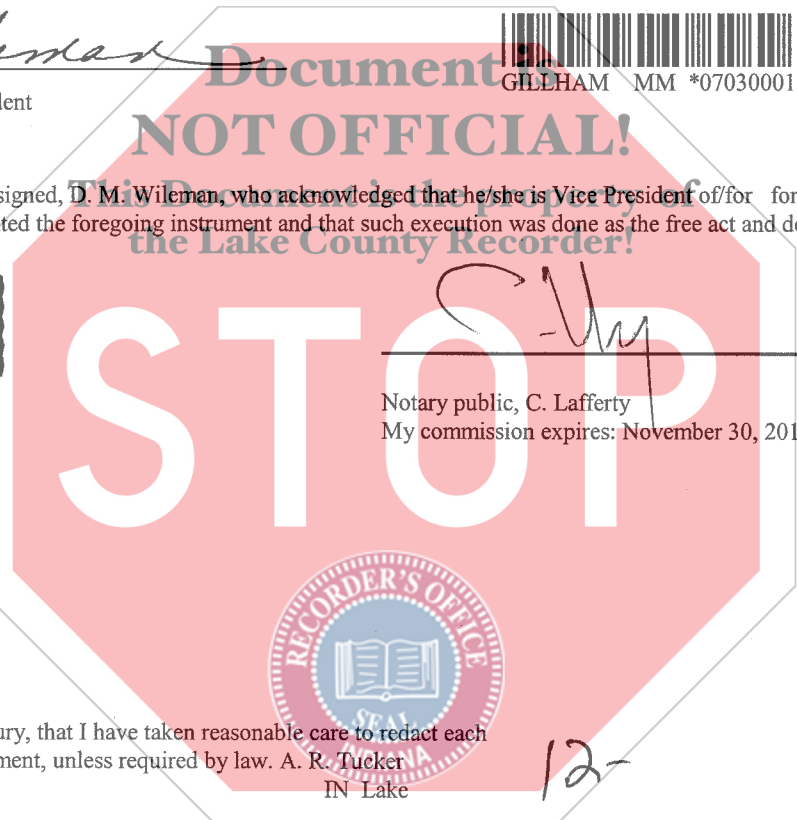 Document is
GILLHAM MM *07030001
dent
NOT OFFICIAL!
signed, D. M. Wileman, who acknowledged that he/she is Vice President of/for for
This Document is the property of
ted the foregoing instrument and that such execution was done as the free act and de
the Lake County Recorder!
STOP
Notary public, C. Lafferty
My commission expires: November 30, 201
RECORDER'S OFFICE
SEAL
INDIANA
ury, that I have taken reasonable care to redact each
ment, unless required by law. A. R. Tucker
IN Lake
12-